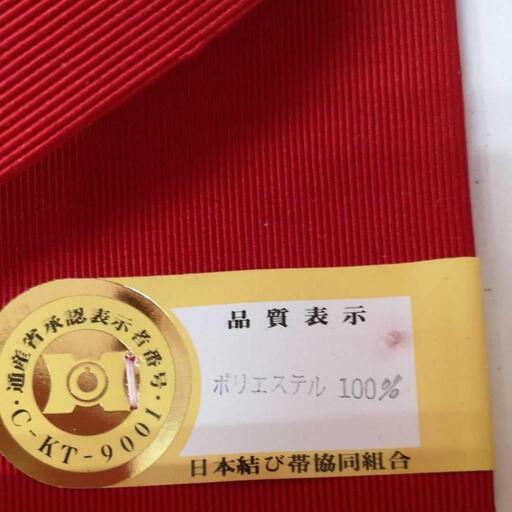 ・通産省承認表示者番号・
C-KT-9001
品質表示
ポリエステル 100%
日本結び帯協同組合